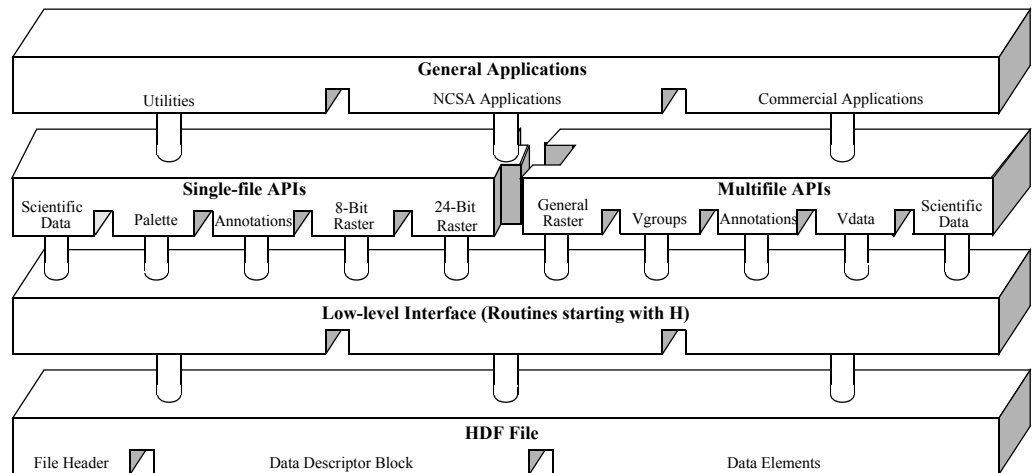 General Applications
Utilities
NCSA Applications
Commercial Applications
Single-file APIs
Multifile APIs
Scientific
Data
Palette
Annotations
8-Bit
Raster
24-Bit
Raster
General
Raster
Vgroups
Annotations
Vdata
Scientific
Data
Low-level Interface (Routines starting with H)
HDF File
File Header
Data Descriptor Block
Data Elements